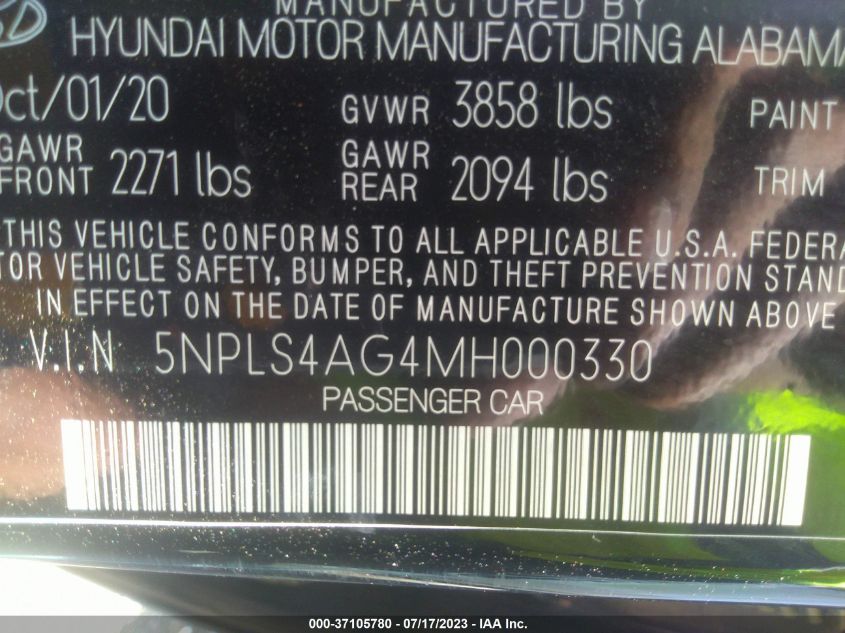 MANUFACTURED BY
HYUNDAI MOTOR MANUFACTURING ALABAMA
Oct/01/20 GVWR 3858 lbs PAINT
GAWR FRONT 2271 lbs GAWR REAR 2094 lbs TRIM
THIS VEHICLE CONFORMS TO ALL APPLICABLE U.S.A. FEDERA
TOR VEHICLE SAFETY, BUMPER, AND THEFT PREVENTION STAND
IN EFFECT ON THE DATE OF MANUFACTURE SHOWN ABOVE
V.I.N 5NPLS4AG4MH000330
PASSENGER CAR
000-37105780 - 07/17/2023 - IAA Inc.